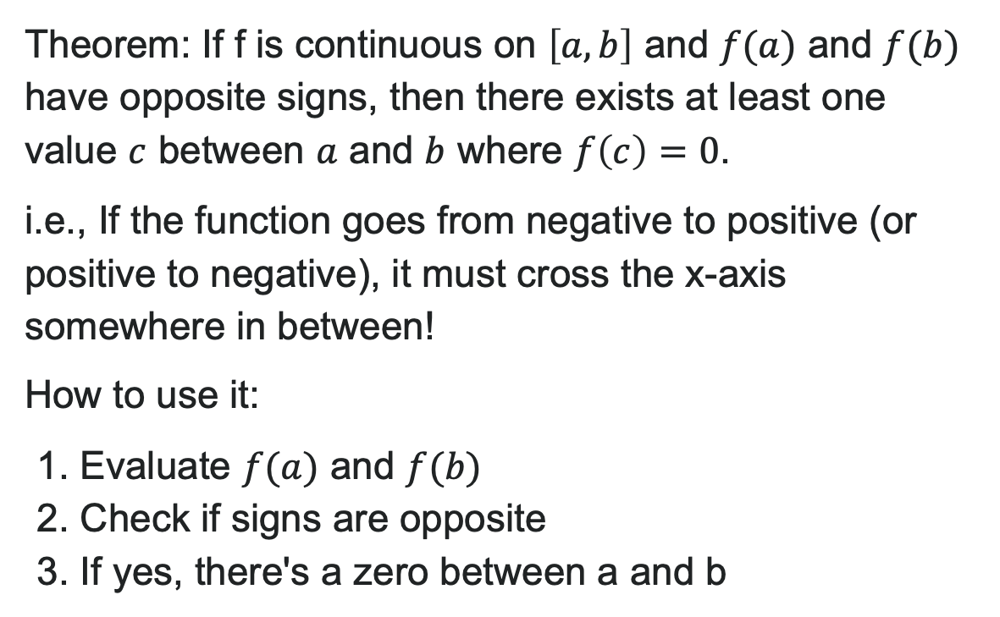 Theorem: If f is continuous on [a, b] and f(a) and f(b)
have opposite signs, then there exists at least one
value c between a and b where f(c) = 0.
i.e., If the function goes from negative to positive (or
positive to negative), it must cross the x-axis
somewhere in between!
How to use it:
1. Evaluate f(a) and f(b)
2. Check if signs are opposite
3. If yes, there's a zero between a and b